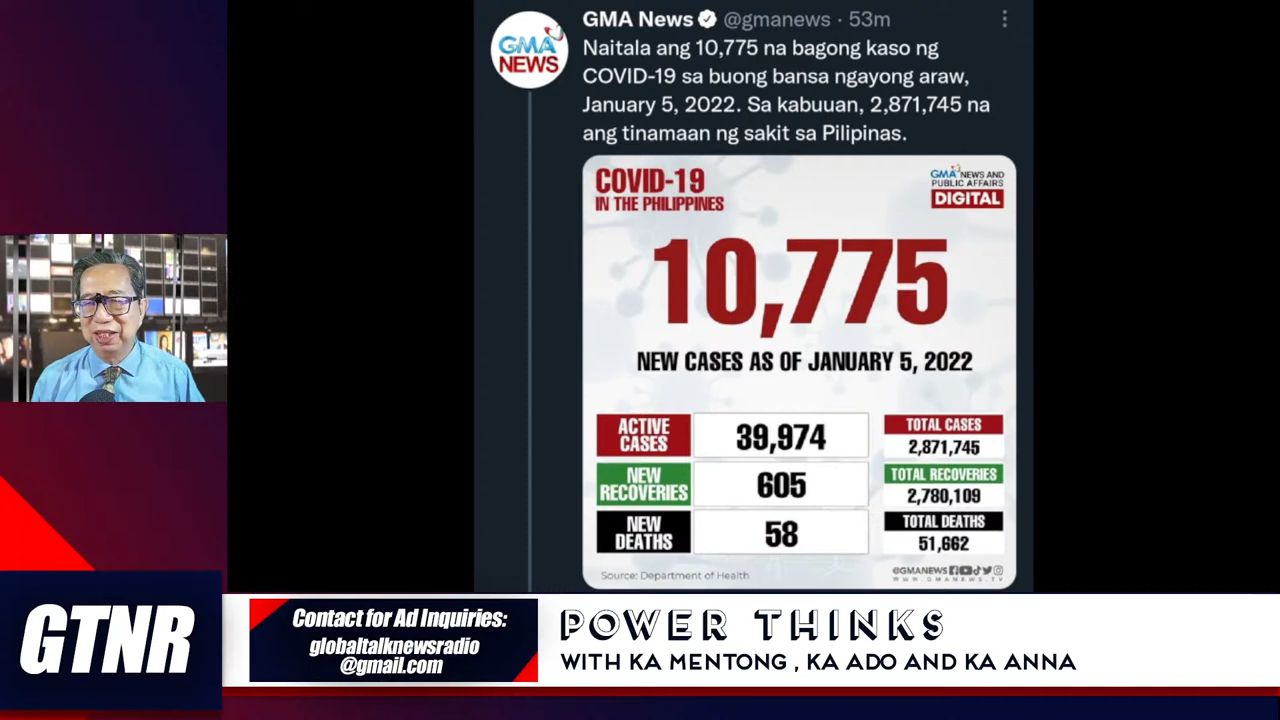 GMA News @gmanews · 53m
Naitala ang 10,775 na bagong kaso ng
COVID-19 sa buong bansa ngayong araw,
January 5, 2022. Sa kabuuan, 2,871,745 na
ang tinamaan ng sakit sa Pilipinas.
GMA
NEWS
COVID-19
IN THE PHILIPPINES
GMA NEWS AND
PUBLIC AFFAIRS
DIGITAL
10,775
NEW CASES AS OF JANUARY 5, 2022
ACTIVE
CASES
39,974
NEW
RECOVERIES
605
NEW
DEATHS
58
TOTAL CASES
2,871,745
TOTAL RECOVERIES
2,780,109
TOTAL DEATHS
51,662
Source: Department of Health
@GMANEWS
WWW.GMANEWS.TV
GTNR
Contact for Ad Inquiries:
globaltalknewsradio
@gmail.com
POWER THINKS
WITH KA MENTONG , KA ADO AND KA ANNA